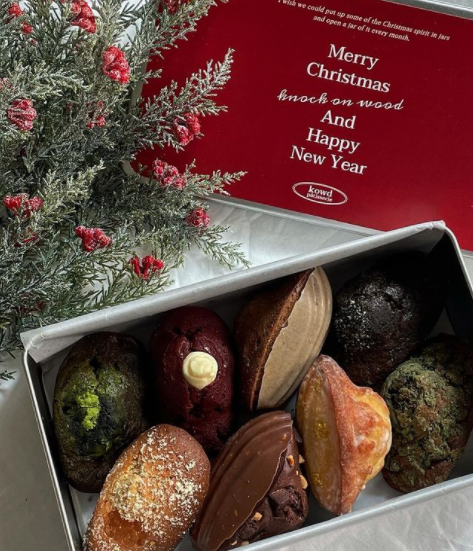 I wish we could put up some of the Christmas spirit in jars
and open a jar of it every month.
Merry
Christmas
knock on wood
And
Happy
New Year
kowd
pâtisserie